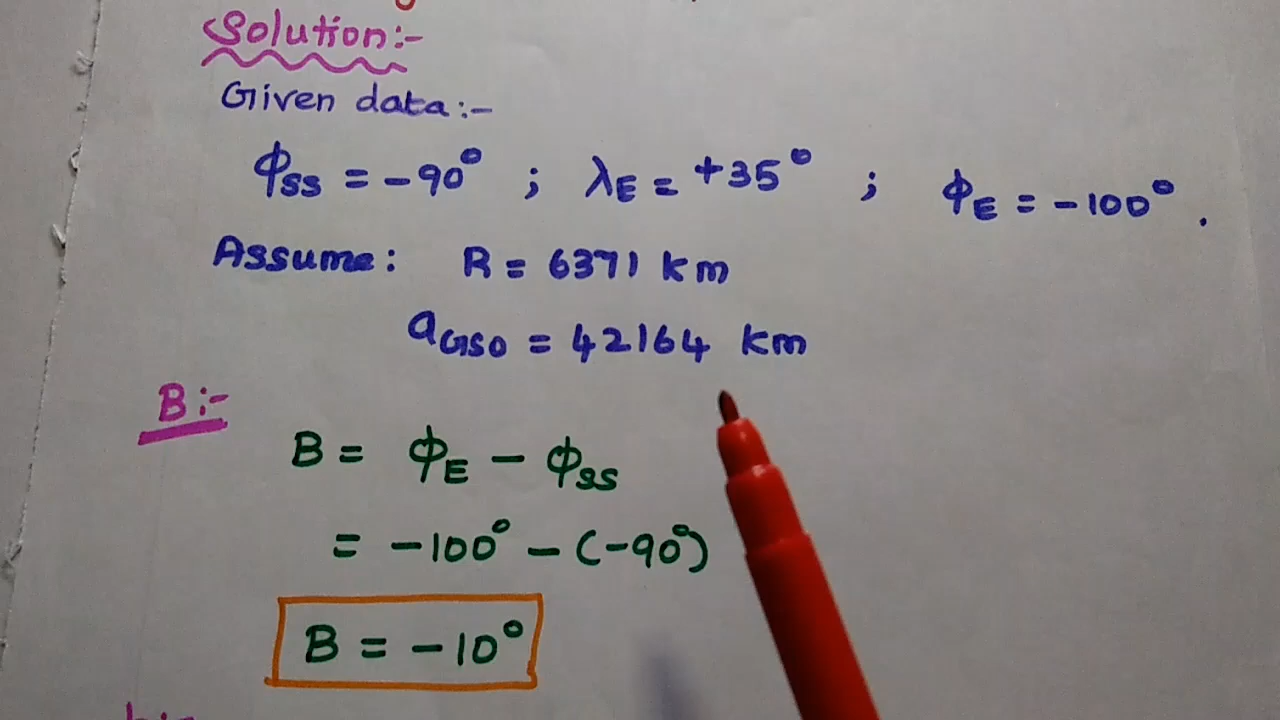 Solution:-
Given data:-
ϕSS = -90° ; λE = +35° ; ϕE = -100° .
Assume: R = 6371 km
aGSO = 42164 km
B:-
B = ϕE - ϕSS
= -100° - (-90°)
B = -10°